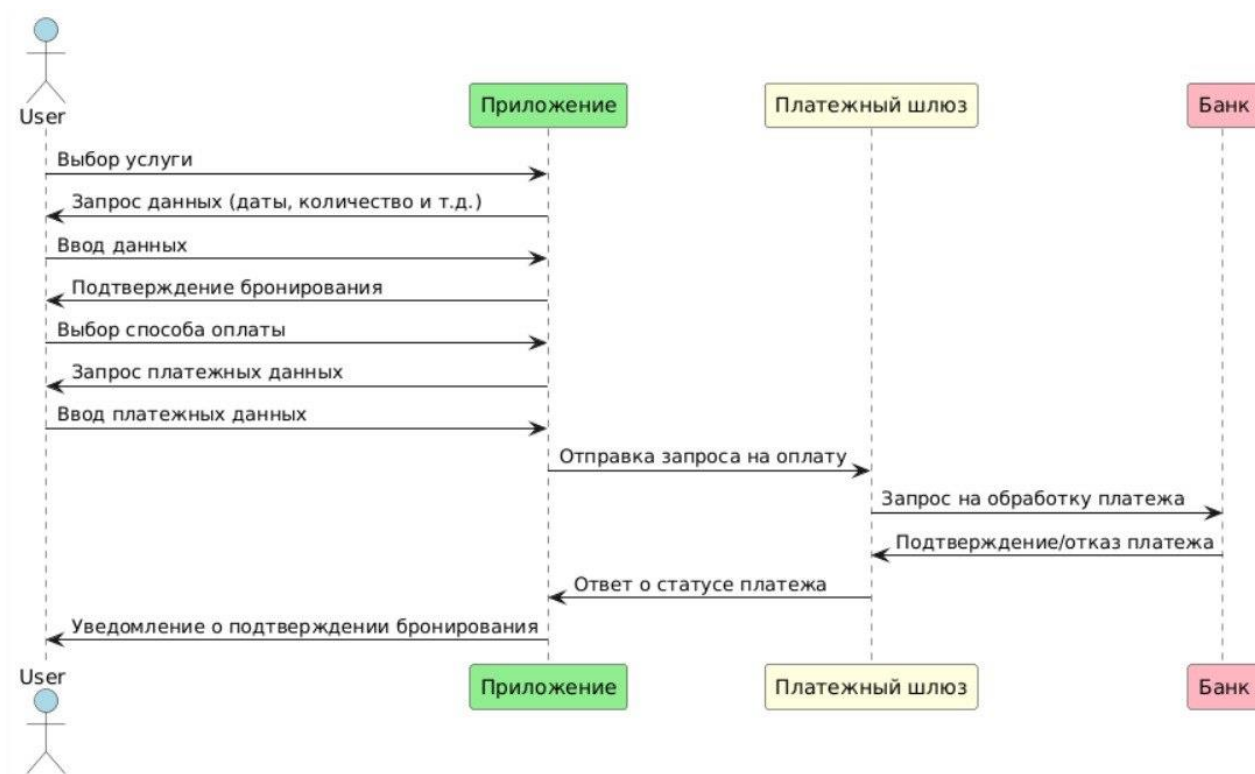 User
Приложение
Платежный шлюз
Банк
Выбор услуги
Запрос данных (даты, количество и т.д.)
Ввод данных
Подтверждение бронирования
Выбор способа оплаты
Запрос платежных данных
Ввод платежных данных
Отправка запроса на оплату
Запрос на обработку платежа
Подтверждение/отказ платежа
Ответ о статусе платежа
Уведомление о подтверждении бронирования
User
Приложение
Платежный шлюз
Банк